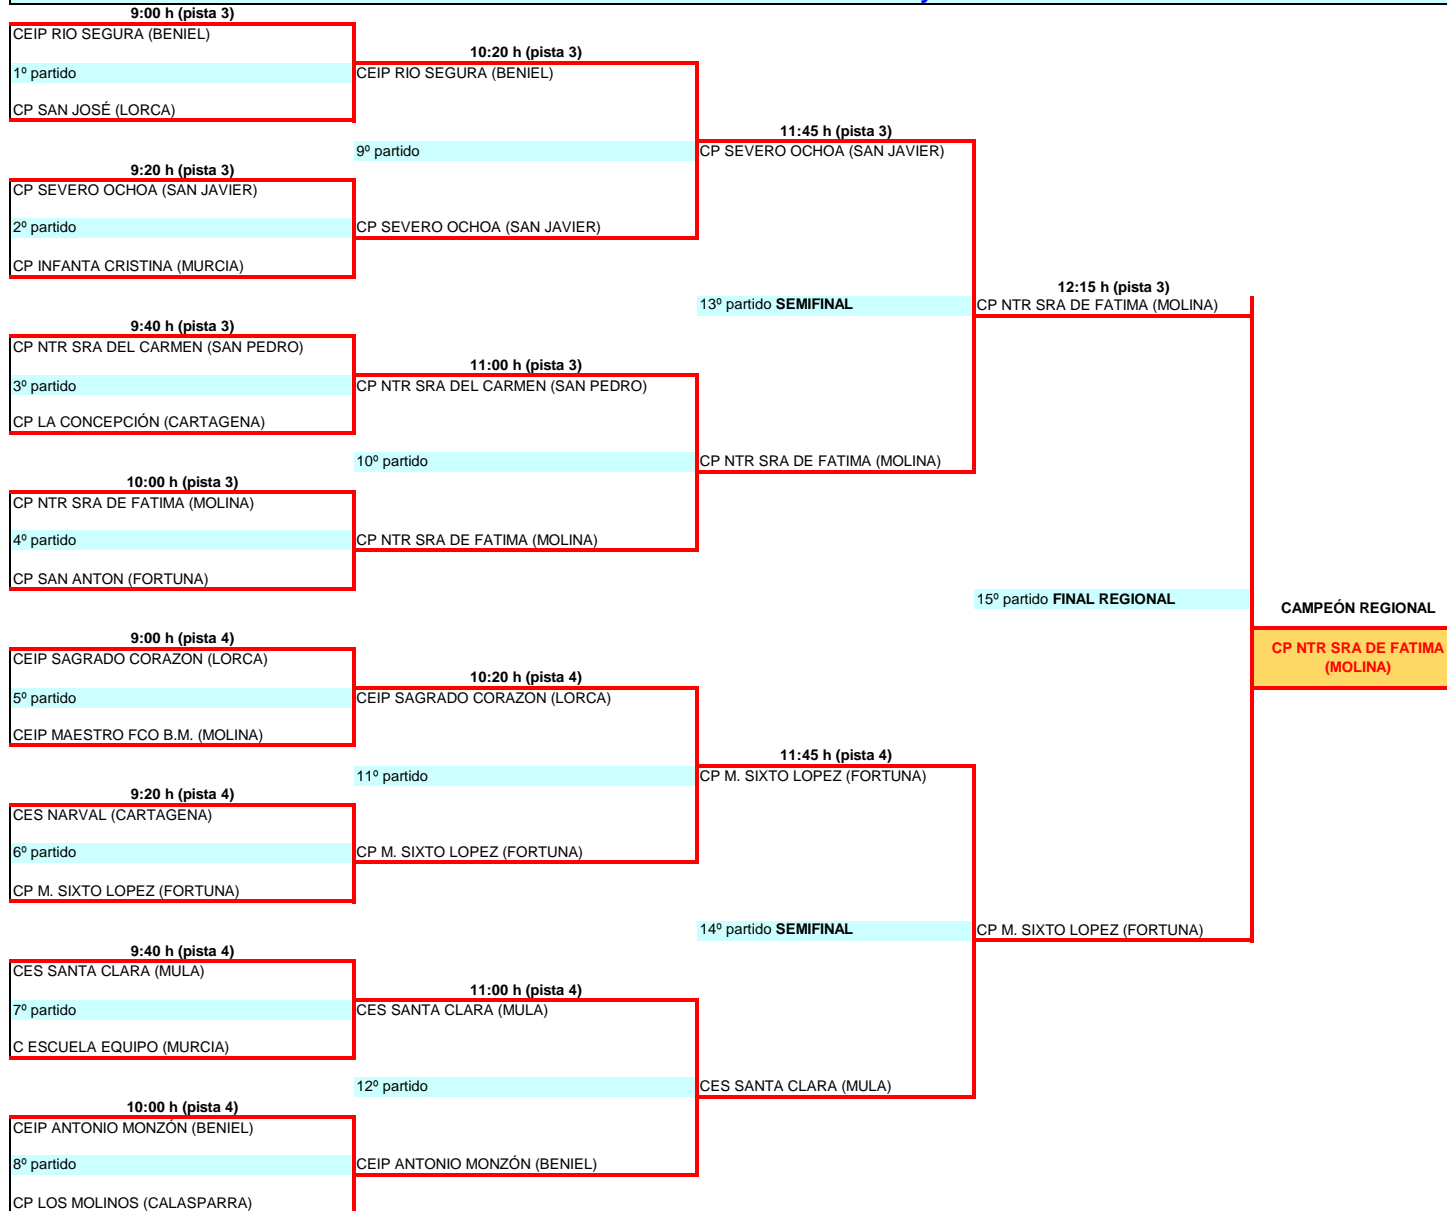 9:00 h (pista 3)
CEIP RIO SEGURA (BENIEL)
10:20 h (pista 3)
1º partido
CEIP RIO SEGURA (BENIEL)
CP SAN JOSÉ (LORCA)
11:45 h (pista 3)
9º partido
CP SEVERO OCHOA (SAN JAVIER)
9:20 h (pista 3)
CP SEVERO OCHOA (SAN JAVIER)
2º partido
CP SEVERO OCHOA (SAN JAVIER)
CP INFANTA CRISTINA (MURCIA)
12:15 h (pista 3)
13º partido SEMIFINAL
CP NTR SRA DE FATIMA (MOLINA)
9:40 h (pista 3)
CP NTR SRA DEL CARMEN (SAN PEDRO)
11:00 h (pista 3)
3º partido
CP NTR SRA DEL CARMEN (SAN PEDRO)
CP LA CONCEPCIÓN (CARTAGENA)
10º partido
CP NTR SRA DE FATIMA (MOLINA)
10:00 h (pista 3)
CP NTR SRA DE FATIMA (MOLINA)
4º partido
CP NTR SRA DE FATIMA (MOLINA)
CP SAN ANTON (FORTUNA)
15º partido FINAL REGIONAL
CAMPEÓN REGIONAL
9:00 h (pista 4)
CP NTR SRA DE FATIMA
(MOLINA)
CEIP SAGRADO CORAZON (LORCA)
10:20 h (pista 4)
5º partido
CEIP SAGRADO CORAZON (LORCA)
CEIP MAESTRO FCO B.M. (MOLINA)
11:45 h (pista 4)
11º partido
CP M. SIXTO LOPEZ (FORTUNA)
9:20 h (pista 4)
CES NARVAL (CARTAGENA)
6º partido
CP M. SIXTO LOPEZ (FORTUNA)
CP M. SIXTO LOPEZ (FORTUNA)
14º partido SEMIFINAL
CP M. SIXTO LOPEZ (FORTUNA)
9:40 h (pista 4)
CES SANTA CLARA (MULA)
11:00 h (pista 4)
7º partido
CES SANTA CLARA (MULA)
C ESCUELA EQUIPO (MURCIA)
12º partido
CES SANTA CLARA (MULA)
10:00 h (pista 4)
CEIP ANTONIO MONZÓN (BENIEL)
8º partido
CEIP ANTONIO MONZÓN (BENIEL)
CP LOS MOLINOS (CALASPARRA)